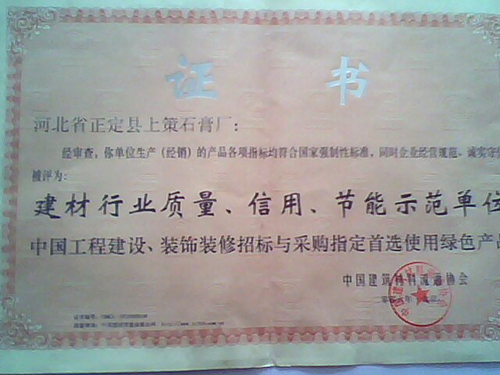 证书
河北省正定县上策石膏厂：
经审查，你单位生产（经销）的产品各项指标均符合国家强制性标准，同时企业经营规范、诚实守
被评为：
建材行业质量、信用、节能示范单位
中国工程建设、装饰装修招标与采购指定首选使用绿色产
中国建筑材料流通协会